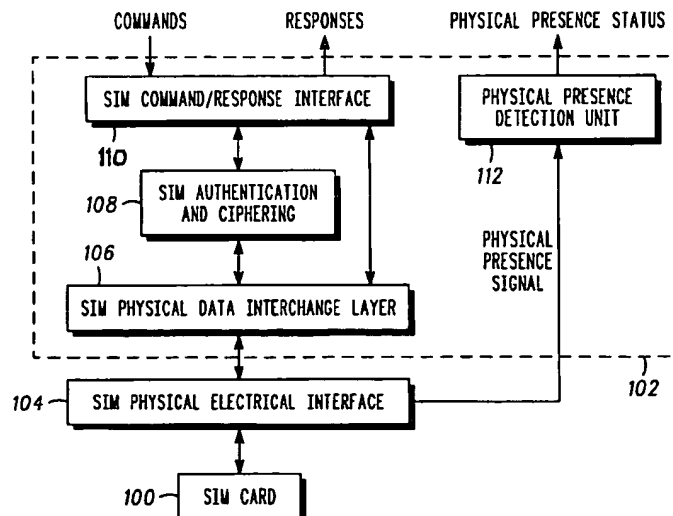 COMMANDS
RESPONSES
PHYSICAL PRESENCE STATUS
SIM COMMAND/RESPONSE INTERFACE
110
PHYSICAL PRESENCE
DETECTION UNIT
112
108
SIM AUTHENTICATION
AND CIPHERING
106
PHYSICAL
PRESENCE
SIGNAL
SIM PHYSICAL DATA INTERCHANGE LAYER
102
104
SIM PHYSICAL ELECTRICAL INTERFACE
100
SIM CARD